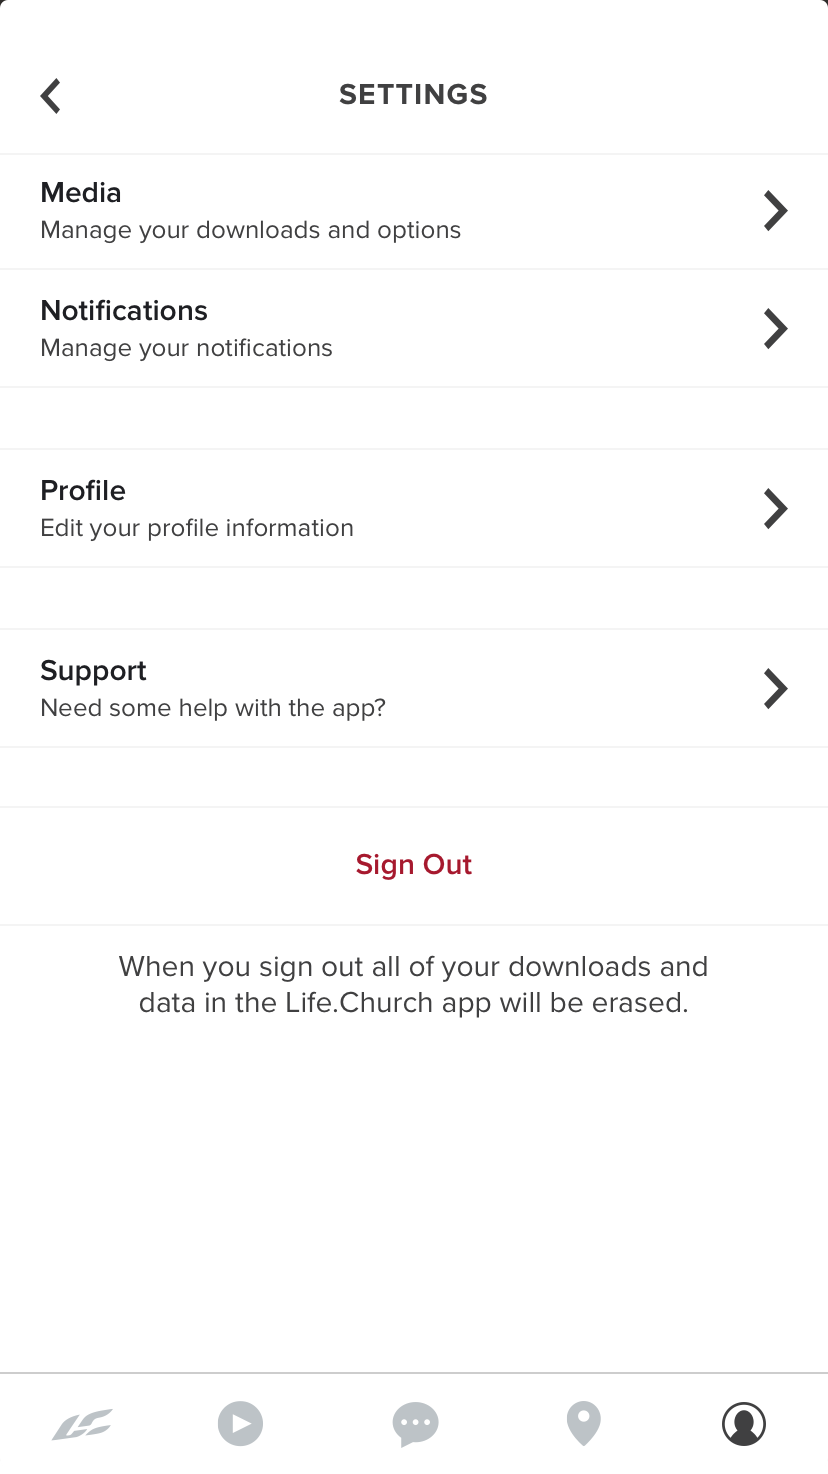 SETTINGS
Media
Manage your downloads and options
Notifications
Manage your notifications
Profile
Edit your profile information
Support
Need some help with the app?
Sign Out
When you sign out all of your downloads and
data in the Life.Church app will be erased.